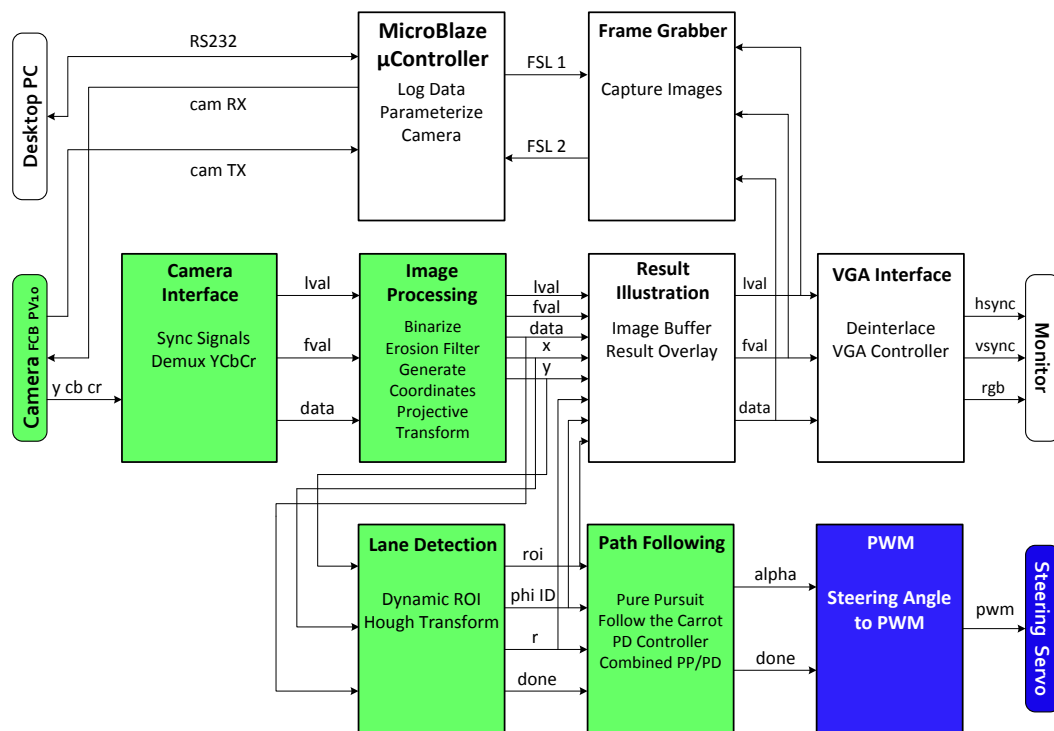 Desktop PC
RS232
cam RX
cam TX
MicroBlaze
µController
Log Data
Parameterize
Camera
FSL 1
FSL 2
Frame Grabber
Capture Images
Camera FCB PV10
y cb cr
Camera
Interface
Sync Signals
Demux YCbCr
lval
fval
data
Image
Processing
Binarize
Erosion Filter
Generate
Coordinates
Projective
Transform
lval
fval
data
x
y
Result
Illustration
Image Buffer
Result Overlay
lval
fval
data
VGA Interface
Deinterlace
VGA Controller
hsync
vsync
rgb
Monitor
Lane Detection
Dynamic ROI
Hough Transform
roi
phi ID
r
done
Path Following
Pure Pursuit
Follow the Carrot
PD Controller
Combined PP/PD
alpha
done
PWM
Steering Angle
to PWM
pwm
Steering Servo